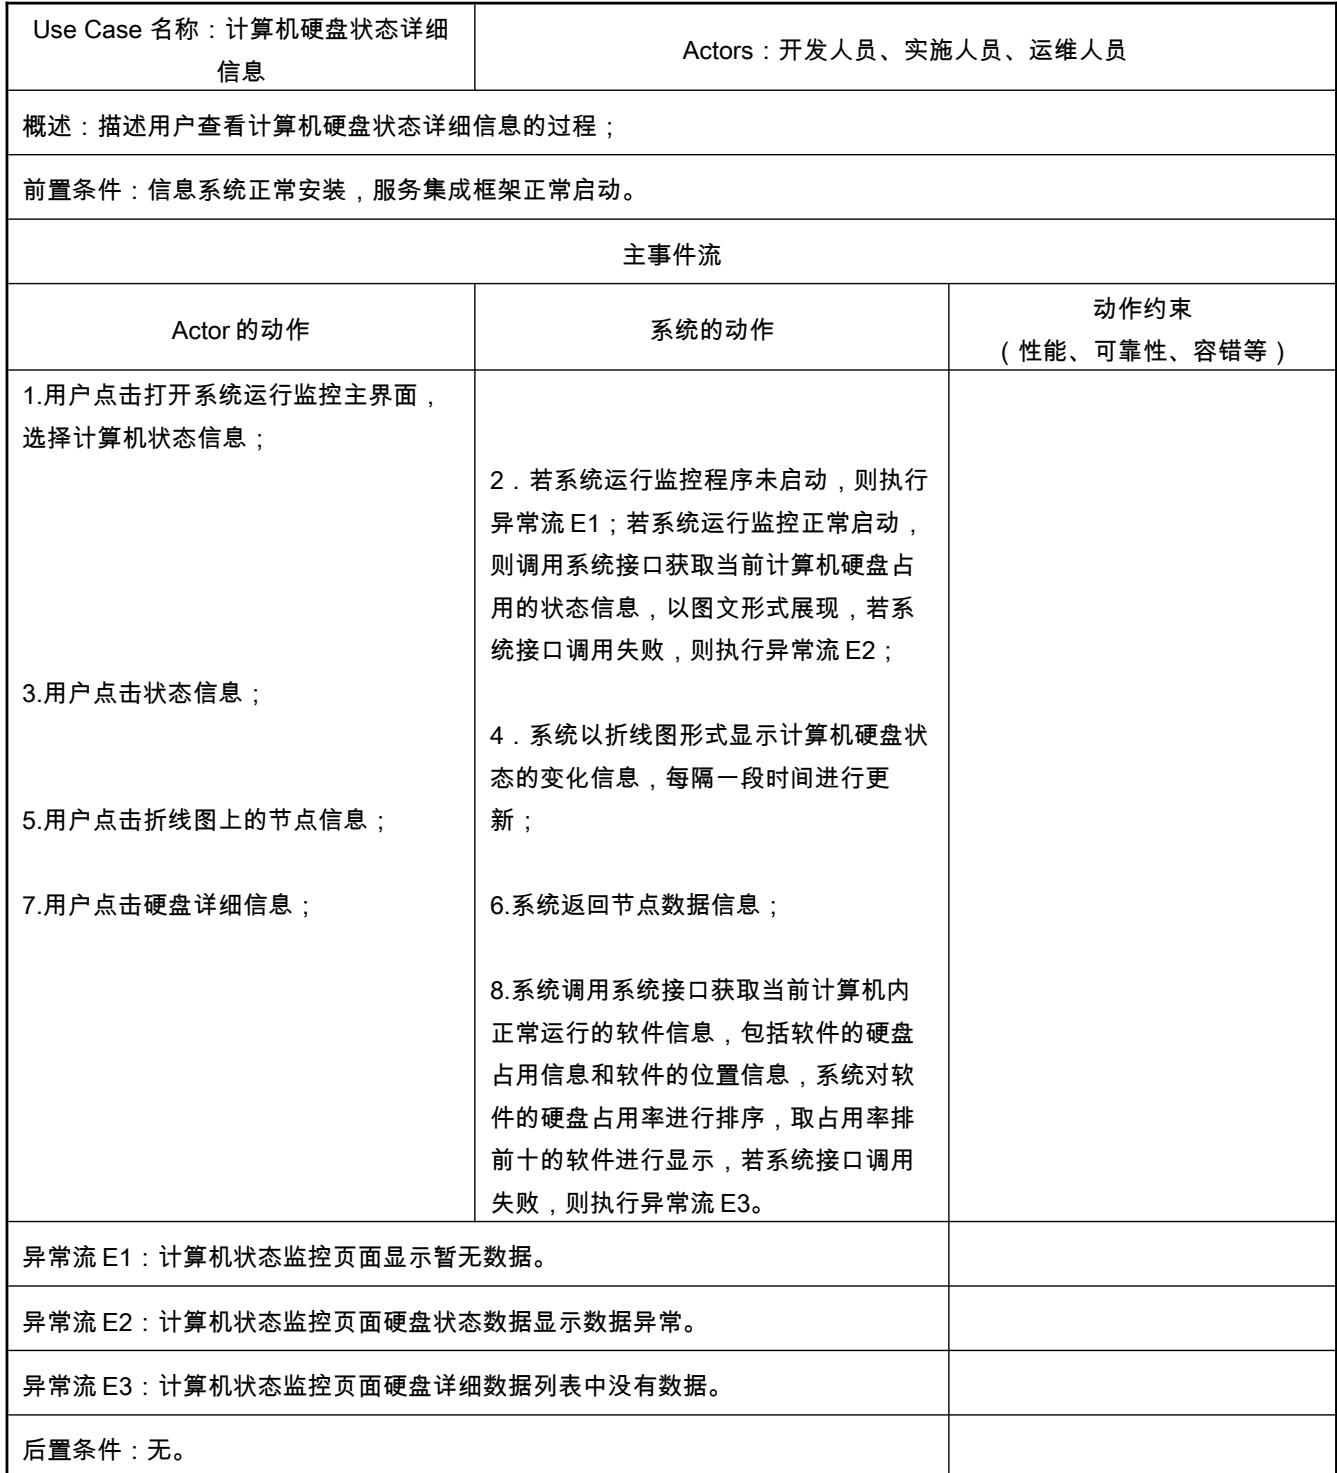 Use Case 名称：计算机硬盘状态详细
信息
Actors：开发人员、实施人员、运维人员
概述：描述用户查看计算机硬盘状态详细信息的过程；
前置条件：信息系统正常安装，服务集成框架正常启动。
主事件流
Actor 的动作
系统的动作
动作约束
（性能、可靠性、容错等）
1.用户点击打开系统运行监控主界面，
选择计算机状态信息；
2．若系统运行监控程序未启动，则执行
异常流 E1；若系统运行监控正常启动，
则调用系统接口获取当前计算机硬盘占
用的状态信息，以图文形式展现，若系
统接口调用失败，则执行异常流 E2；
3.用户点击状态信息；
4．系统以折线图形式显示计算机硬盘状
态的变化信息，每隔一段时间进行更
新；
5.用户点击折线图上的节点信息；
6.系统返回节点数据信息；
7.用户点击硬盘详细信息；
8.系统调用系统接口获取当前计算机内
正常运行的软件信息，包括软件的硬盘
占用信息和软件的位置信息，系统对软
件的硬盘占用率进行排序，取占用率排
前十的软件进行显示，若系统接口调用
失败，则执行异常流 E3。
异常流 E1：计算机状态监控页面显示暂无数据。
异常流 E2：计算机状态监控页面硬盘状态数据显示数据异常。
异常流 E3：计算机状态监控页面硬盘详细数据列表中没有数据。
后置条件：无。